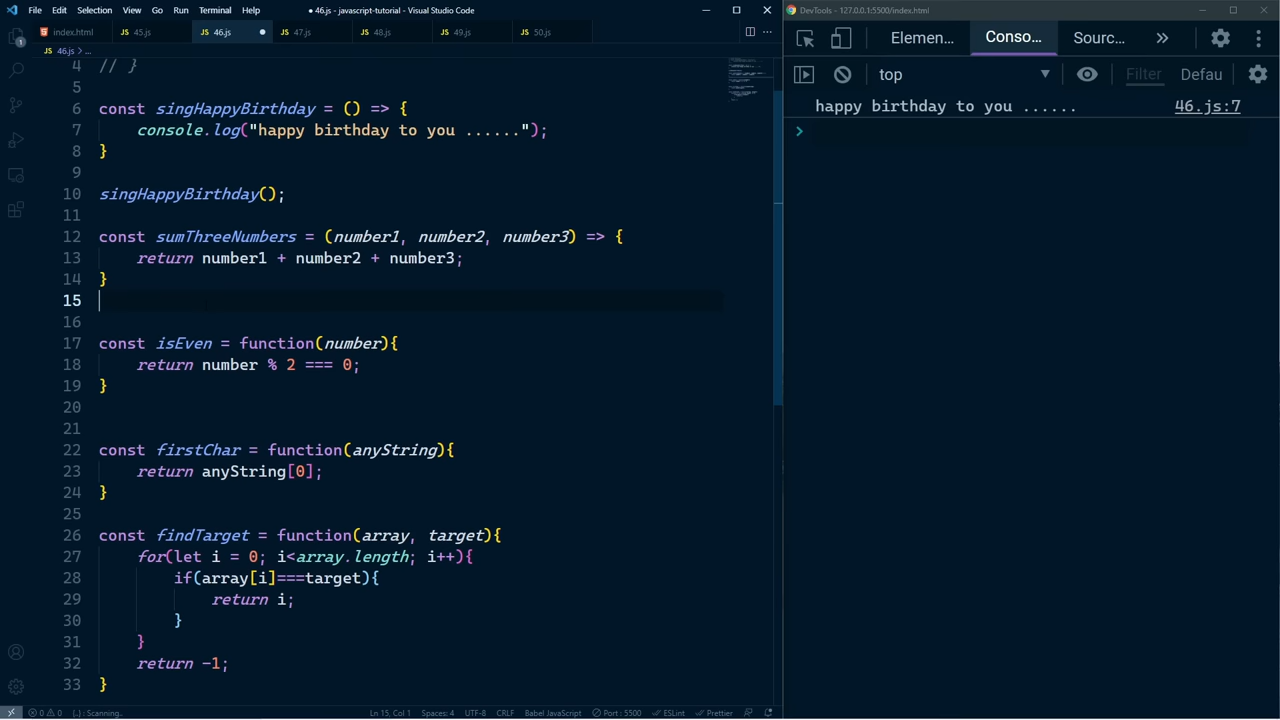 File Edit Selection View Go Run Terminal Help
● 46.js - javascript-tutorial - Visual Studio Code
DevTools - 127.0.0.1:5500/index.html
index.html
JS 45.js
JS 46.js
JS 47.js
JS 48.js
JS 49.js
JS 50.js
JS 46.js > ...
4 // }
5
6 const singHappyBirthday = () => {
7 console.log("happy birthday to you ......");
8 }
9
10 singHappyBirthday();
11
12 const sumThreeNumbers = (number1, number2, number3) => {
13 return number1 + number2 + number3;
14 }
15
16
17 const isEven = function(number){
18 return number % 2 === 0;
19 }
20
21
22 const firstChar = function(anyString){
23 return anyString[0];
24 }
25
26 const findTarget = function(array, target){
27 for(let i = 0; i<array.length; i++){
28 if(array[i]===target){
29 return i;
30 }
31 }
32 return -1;
33 }
1
0 0
{..}: Scanning..
Ln 15, Col 1 Spaces: 4 UTF-8 CRLF Babel JavaScript Port : 5500 ESLint Prettier
Elemen... Conso... Sourc... »
top Filter Defau
happy birthday to you ...... 46.js:7
>